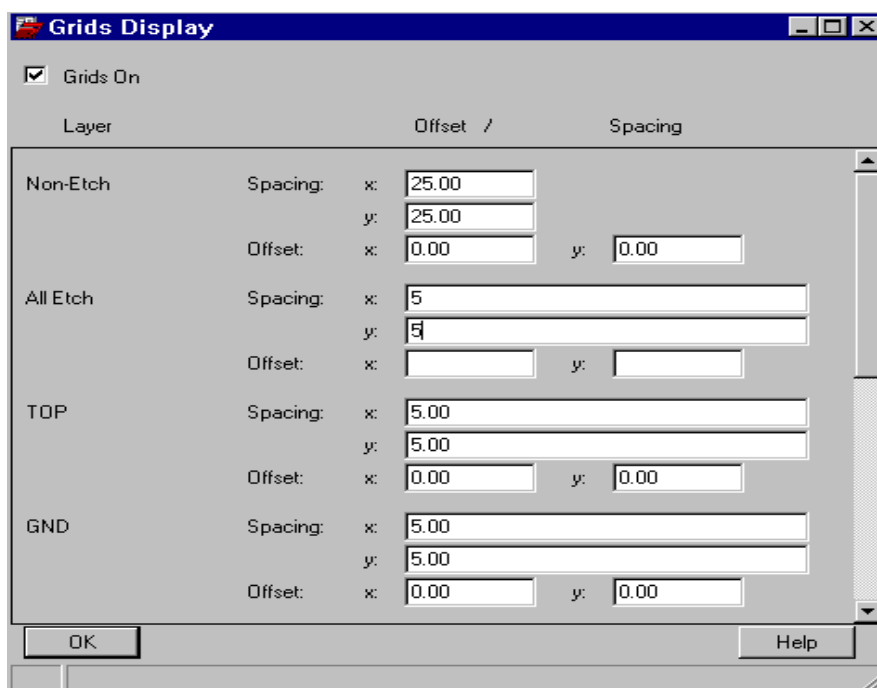 Grids Display
Grids On
Layer Offset / Spacing
Non-Etch Spacing: x: 25.00
y: 25.00
Offset: x: 0.00 y: 0.00
All Etch Spacing: x: 5
y: 5
Offset: x: y:
TOP Spacing: x: 5.00
y: 5.00
Offset: x: 0.00 y: 0.00
GND Spacing: x: 5.00
y: 5.00
Offset: x: 0.00 y: 0.00
OK Help